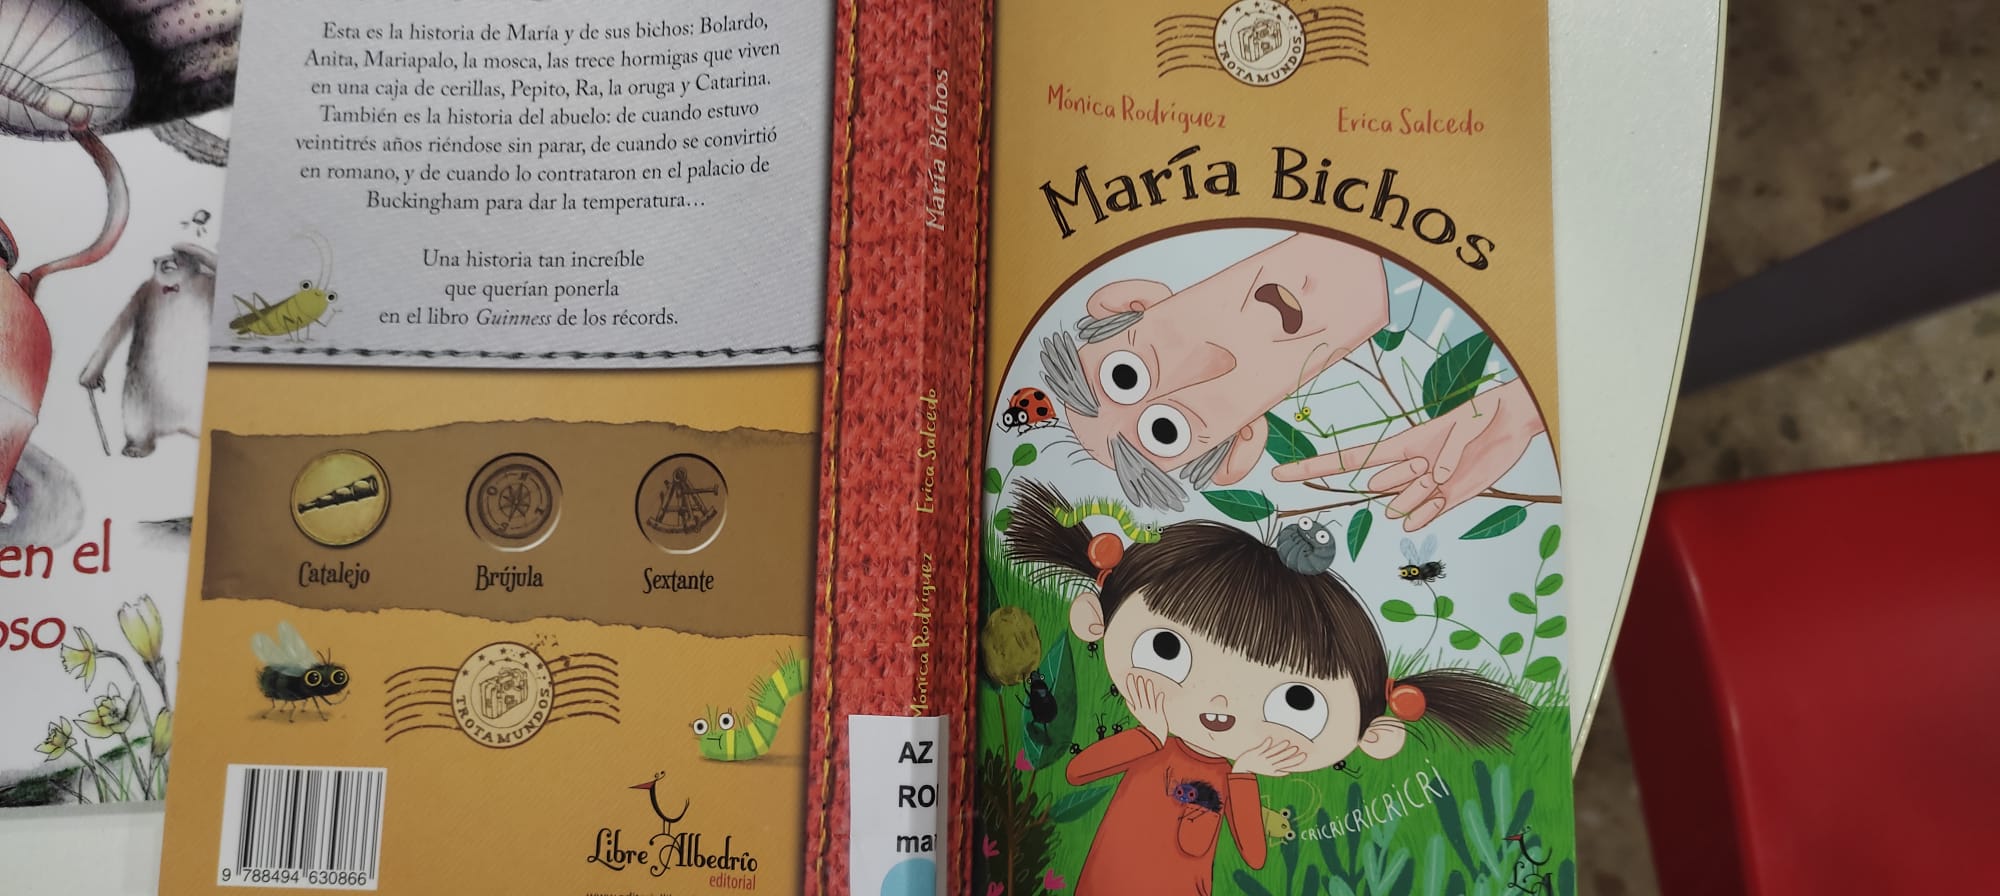 Esta es la historia de María y de sus bichos: Bolardo,
Anita, Mariapalo, la mosca, las trece hormigas que viven
en una caja de cerillas, Pepito, Ra, la oruga y Catarina.
También es la historia del abuelo: de cuando estuvo
veintitrés años riéndose sin parar, de cuando se convirtió
en romano, y de cuando lo contrataron en el palacio de
Buckingham para dar la temperatura...
Una historia tan increíble
que querían ponerla
en el libro Guinness de los récords.
Catalejo
Brújula
Sextante
TROTAMUNDOS
9 788494 630866
Libre Albedrío
editorial
en el
oso
María Bichos
Erica Salcedo
Mónica Rodríguez
AZ
RO
ma
TROTAMUNDOS
Mónica Rodríguez
Erica Salcedo
María Bichos
CRICRICRICRICRI